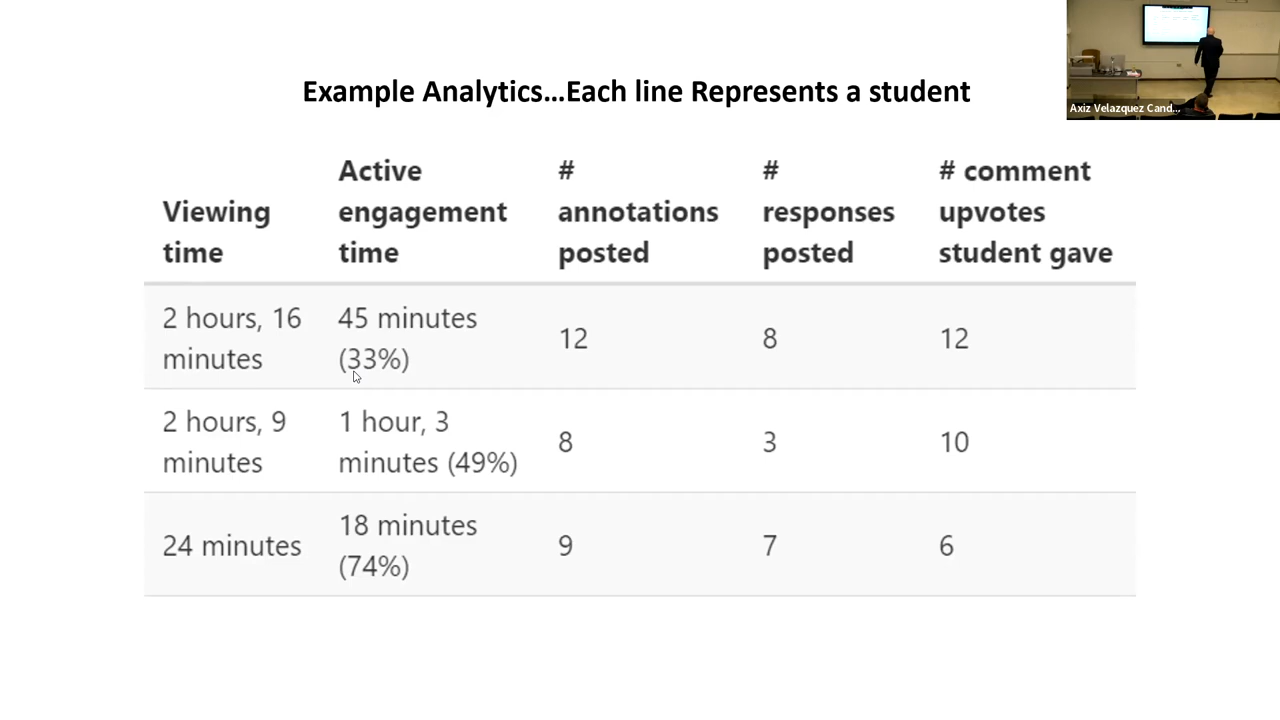 Example Analytics...Each line Represents a student
Axiz Velazquez Cand...
Viewing time
Active engagement time
# annotations posted
# responses posted
# comment upvotes student gave
2 hours, 16 minutes
45 minutes (33%)
12
8
12
2 hours, 9 minutes
1 hour, 3 minutes (49%)
8
3
10
24 minutes
18 minutes (74%)
9
7
6